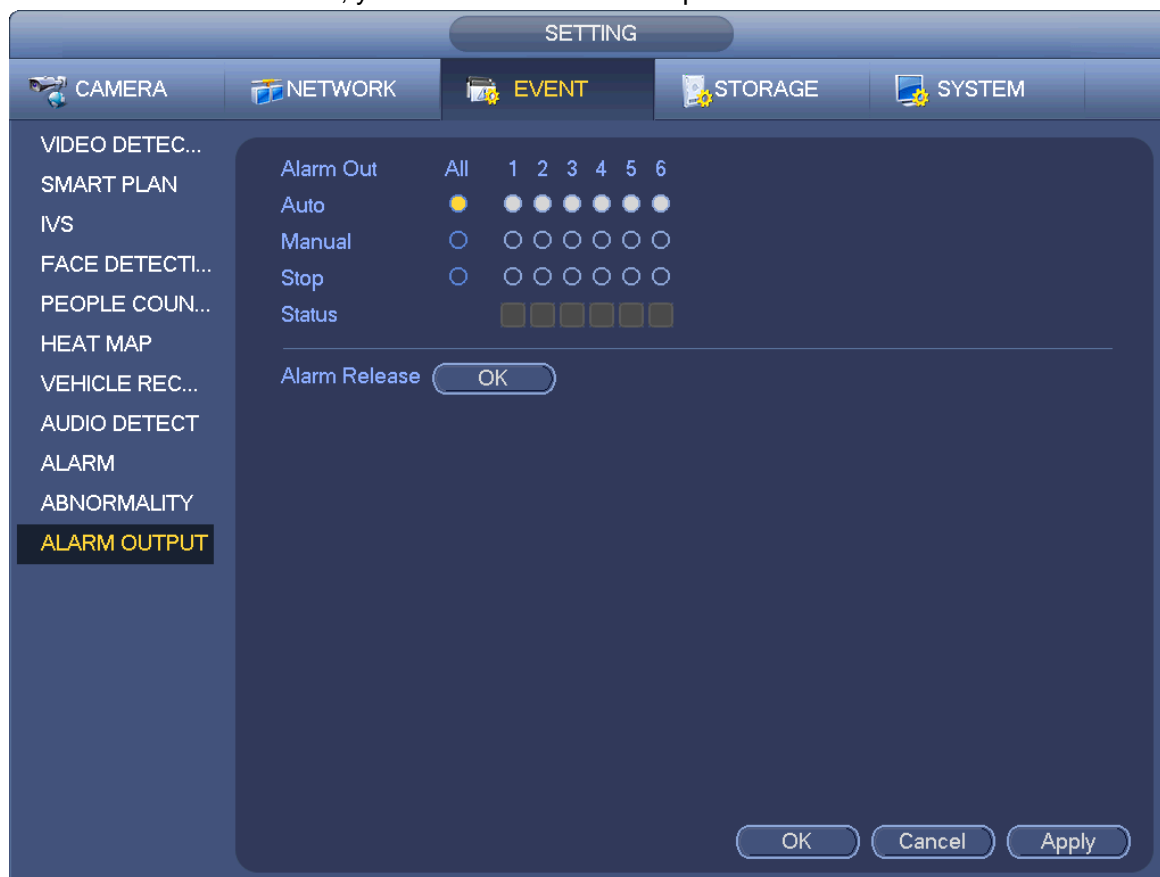 SETTING
CAMERA NETWORK EVENT STORAGE SYSTEM
VIDEO DETEC...
SMART PLAN
IVS
FACE DETECTI...
PEOPLE COUN...
HEAT MAP
VEHICLE REC...
AUDIO DETECT
ALARM
ABNORMALITY
ALARM OUTPUT
Alarm Out All 1 2 3 4 5 6
Auto
Manual
Stop
Status
Alarm Release OK
OK Cancel Apply